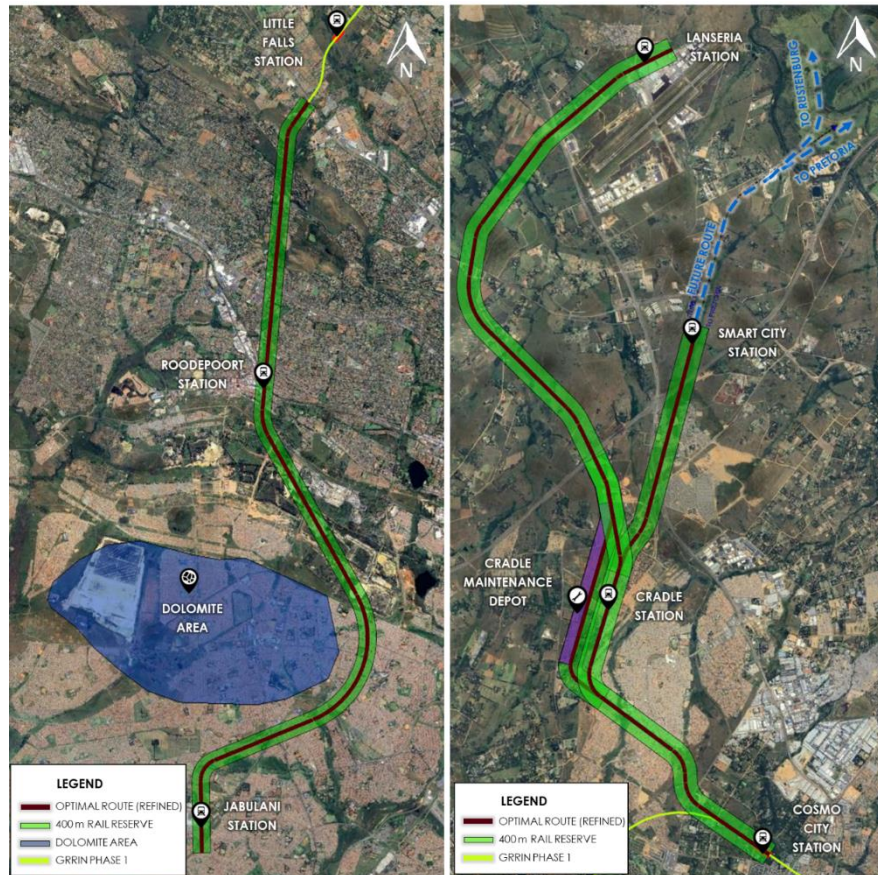 LITTLE
FALLS
STATION
N
ROODEPOORT
STATION
DOLOMITE
AREA
JABULANI
STATION
LEGEND
OPTIMAL ROUTE (REFINED)
400 m RAIL RESERVE
DOLOMITE AREA
GRRIN PHASE 1
LANSERIA
STATION
N
TO RUSTENBURG
TO PRETORIA
FUTURE ROUTE
SMART CITY
STATION
CRADLE
MAINTENANCE
DEPOT
CRADLE
STATION
COSMO
CITY
STATION
LEGEND
OPTIMAL ROUTE (REFINED)
400 m RAIL RESERVE
GRRIN PHASE 1